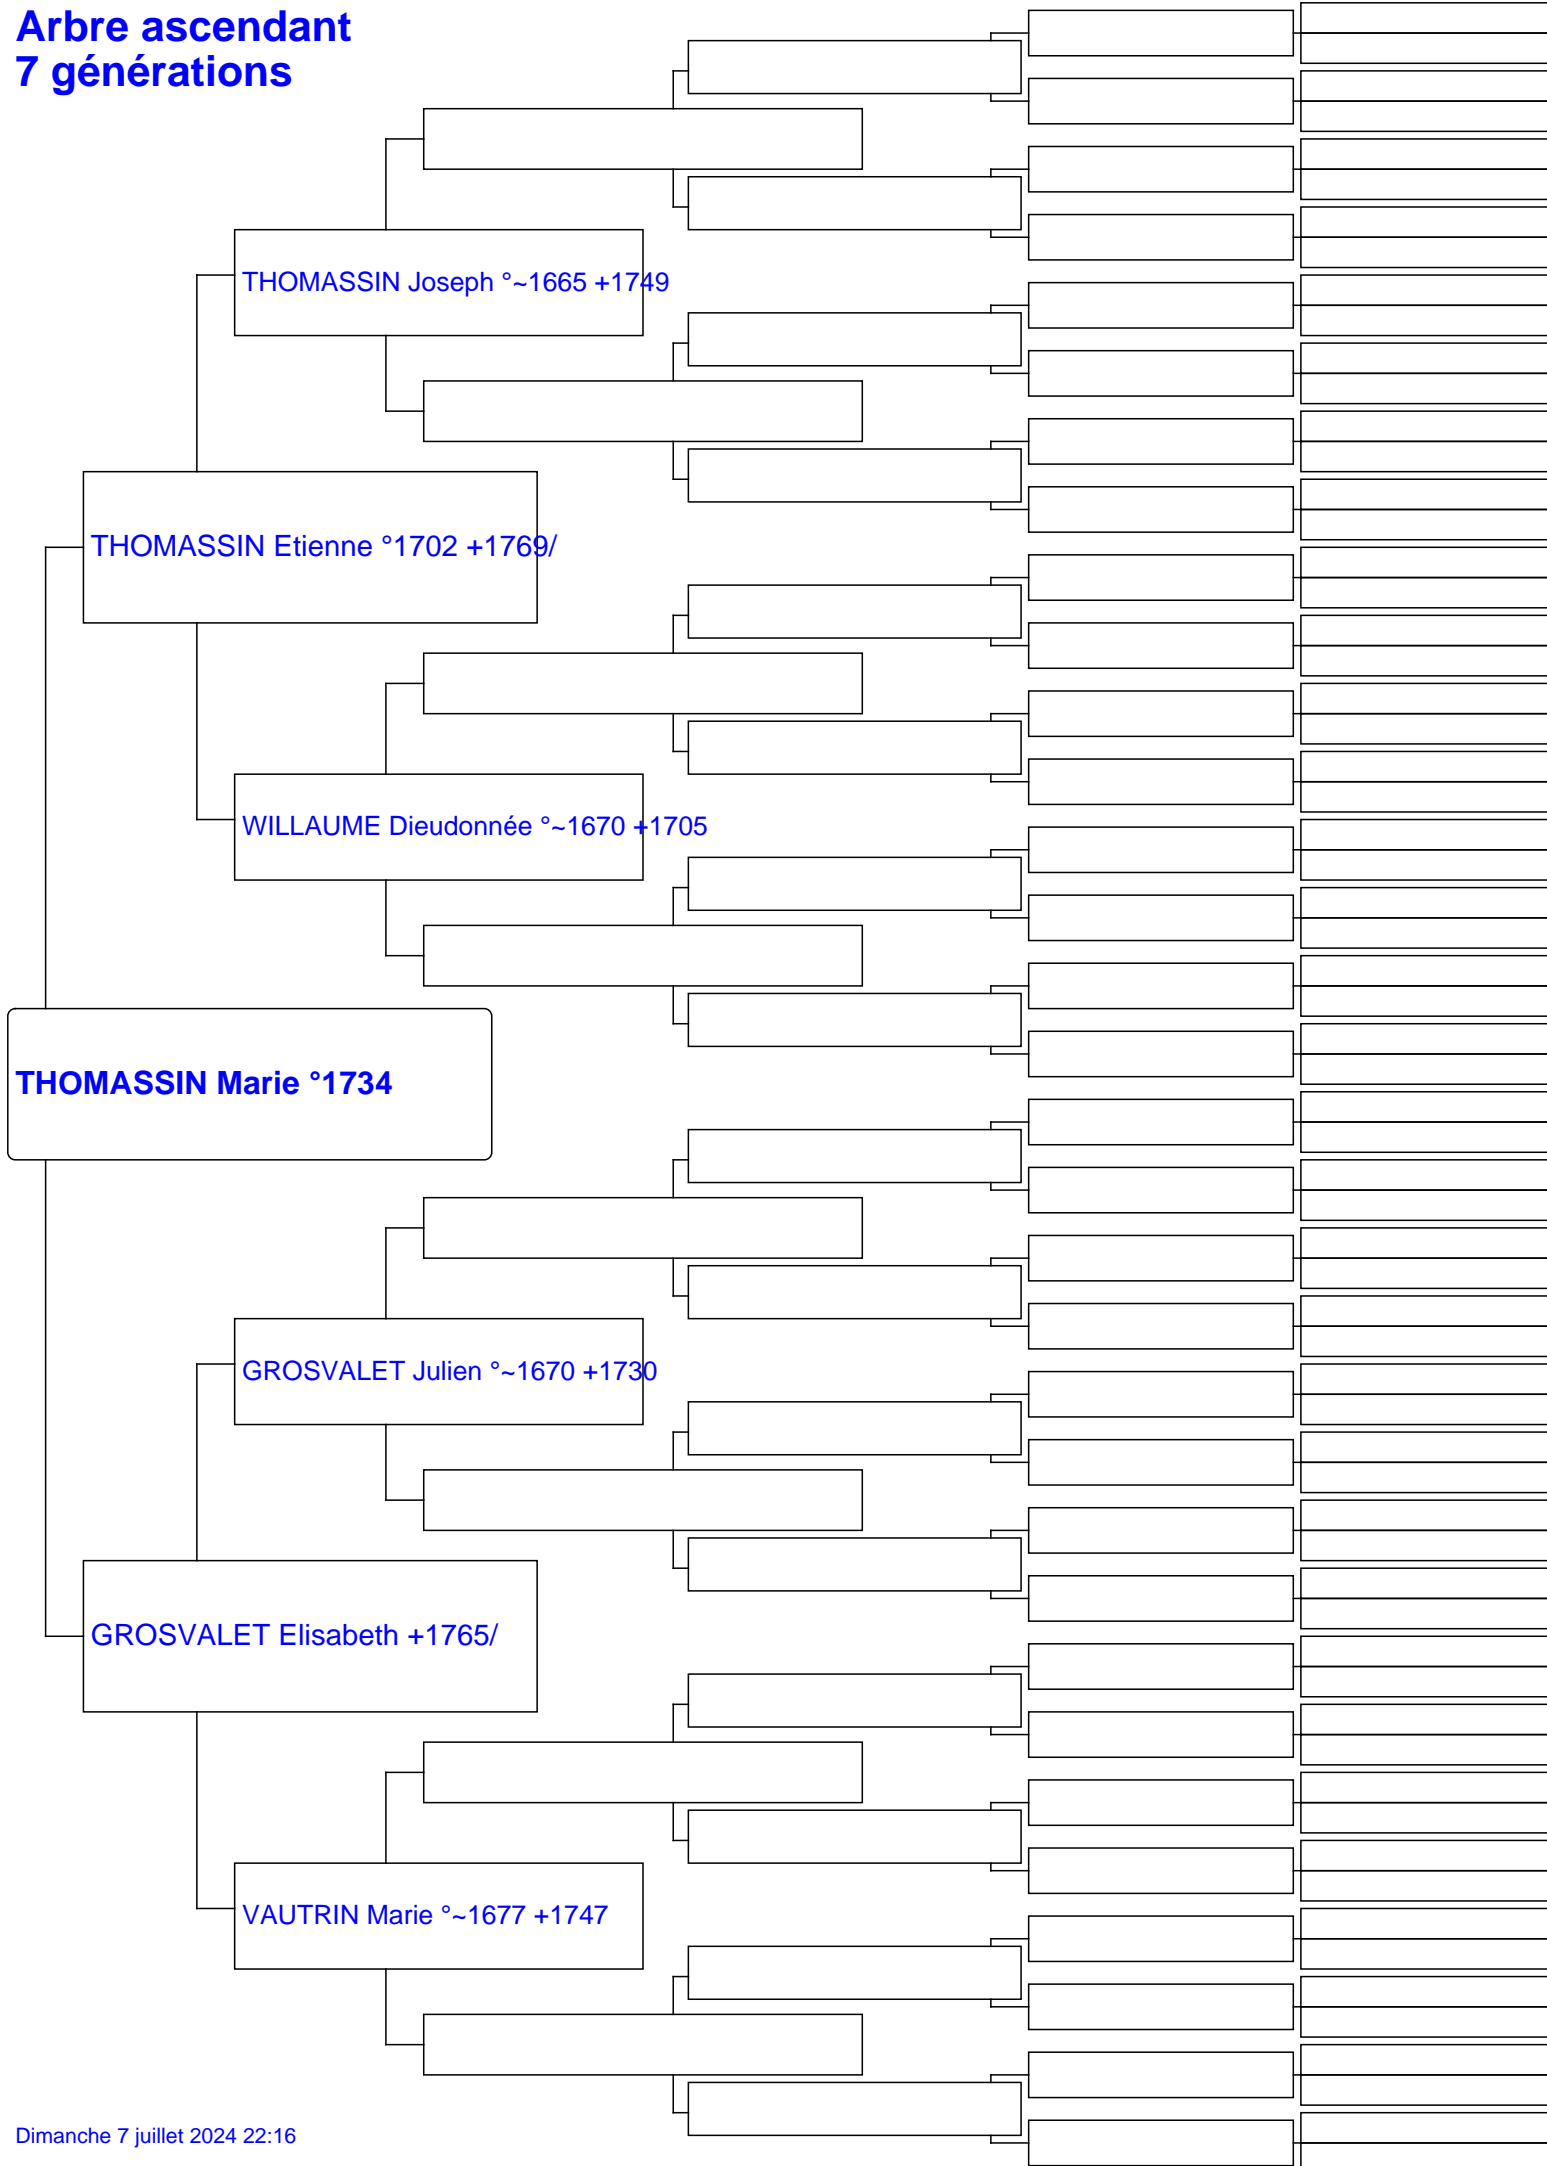 Arbre ascendant
7 générations
THOMASSIN Joseph °~1665 +1749
THOMASSIN Etienne °1702 +1769/
WILLAUME Dieudonnée °~1670 +1705
THOMASSIN Marie °1734
GROSVALET Julien °~1670 +1730
GROSVALET Elisabeth +1765/
VAUTRIN Marie °~1677 +1747
Dimanche 7 juillet 2024 22:16